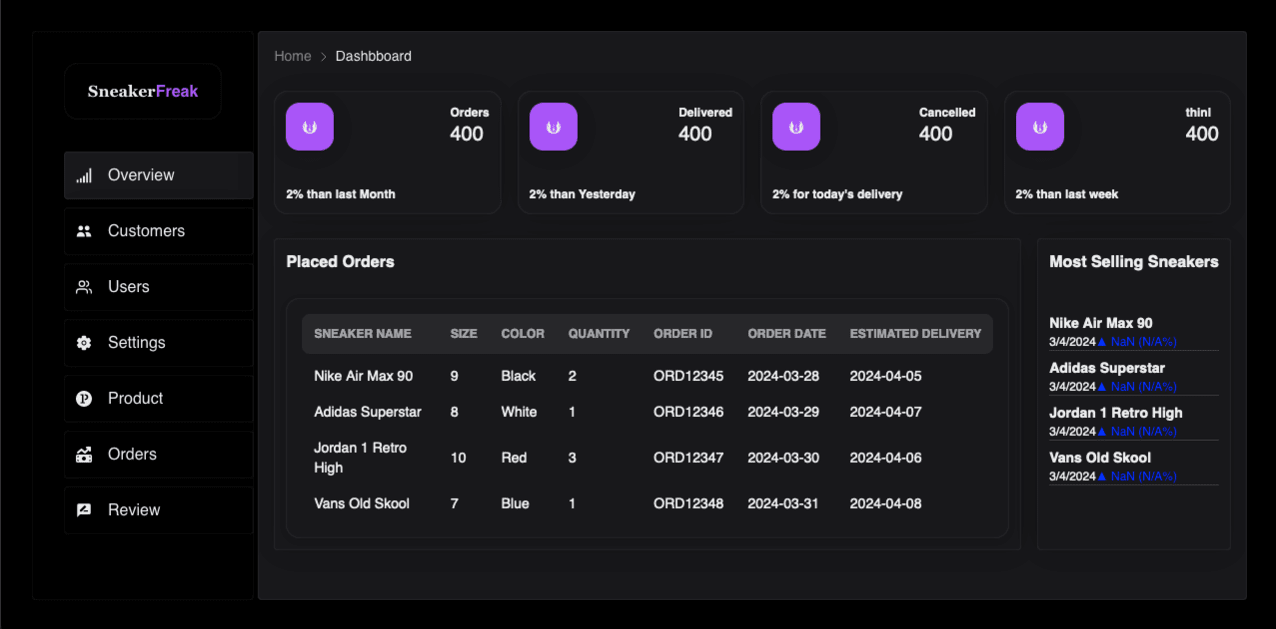 SneakerFreak
Overview
Customers
Users
Settings
Product
Orders
Review
Home > Dashbboard
Orders
400
2% than last Month
Delivered
400
2% than Yesterday
Cancelled
400
2% for today's delivery
thinl
400
2% than last week
Placed Orders
SNEAKER NAME SIZE COLOR QUANTITY ORDER ID ORDER DATE ESTIMATED DELIVERY
Nike Air Max 90 9 Black 2 ORD12345 2024-03-28 2024-04-05
Adidas Superstar 8 White 1 ORD12346 2024-03-29 2024-04-07
Jordan 1 Retro
High 10 Red 3 ORD12347 2024-03-30 2024-04-06
Vans Old Skool 7 Blue 1 ORD12348 2024-03-31 2024-04-08
Most Selling Sneakers
Nike Air Max 90
3/4/2024▲ NaN (N/A%)
Adidas Superstar
3/4/2024▲ NaN (N/A%)
Jordan 1 Retro High
3/4/2024▲ NaN (N/A%)
Vans Old Skool
3/4/2024▲ NaN (N/A%)